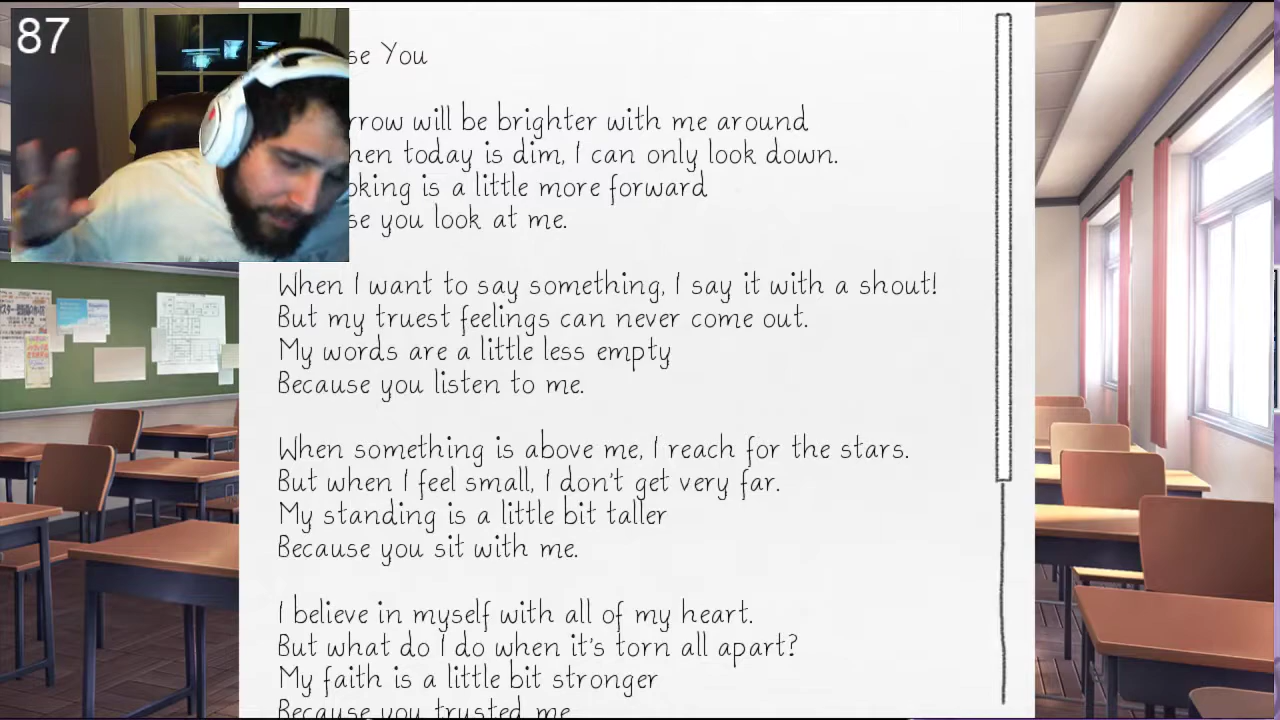 87
se You
rrow will be brighter with me around
hen today is dim, I can only look down.
oking is a little more forward
se you look at me.
When I want to say something, I say it with a shout!
But my truest feelings can never come out.
My words are a little less empty
Because you listen to me.
When something is above me, I reach for the stars.
But when I feel small, I don't get very far.
My standing is a little bit taller
Because you sit with me.
I believe in myself with all of my heart.
But what do I do when it's torn all apart?
My faith is a little bit stronger
Because you trusted me